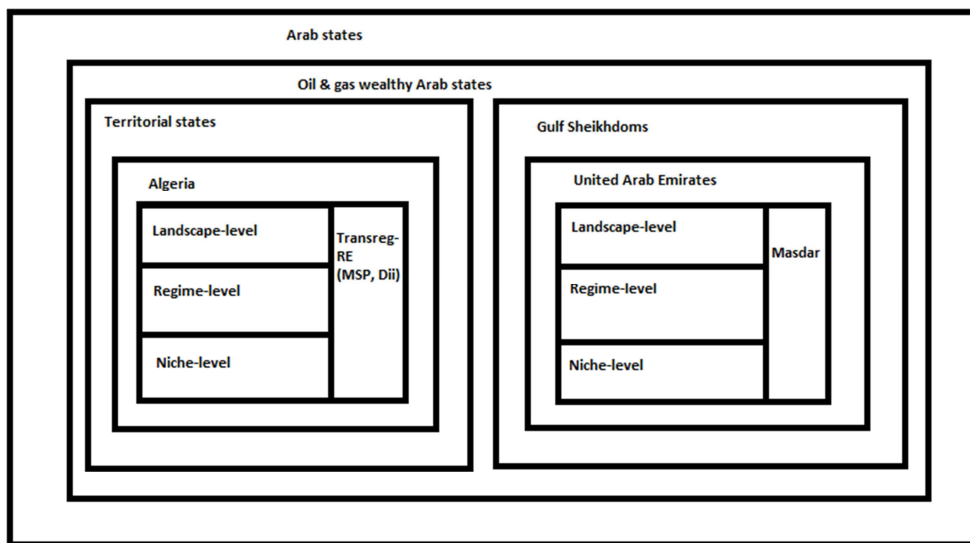 Arab states
Oil & gas wealthy Arab states
Territorial states
Algeria
Landscape-level
Regime-level
Niche-level
Transreg-
RE
(MSP, Dii)
Gulf Sheikhdoms
United Arab Emirates
Landscape-level
Regime-level
Niche-level
Masdar